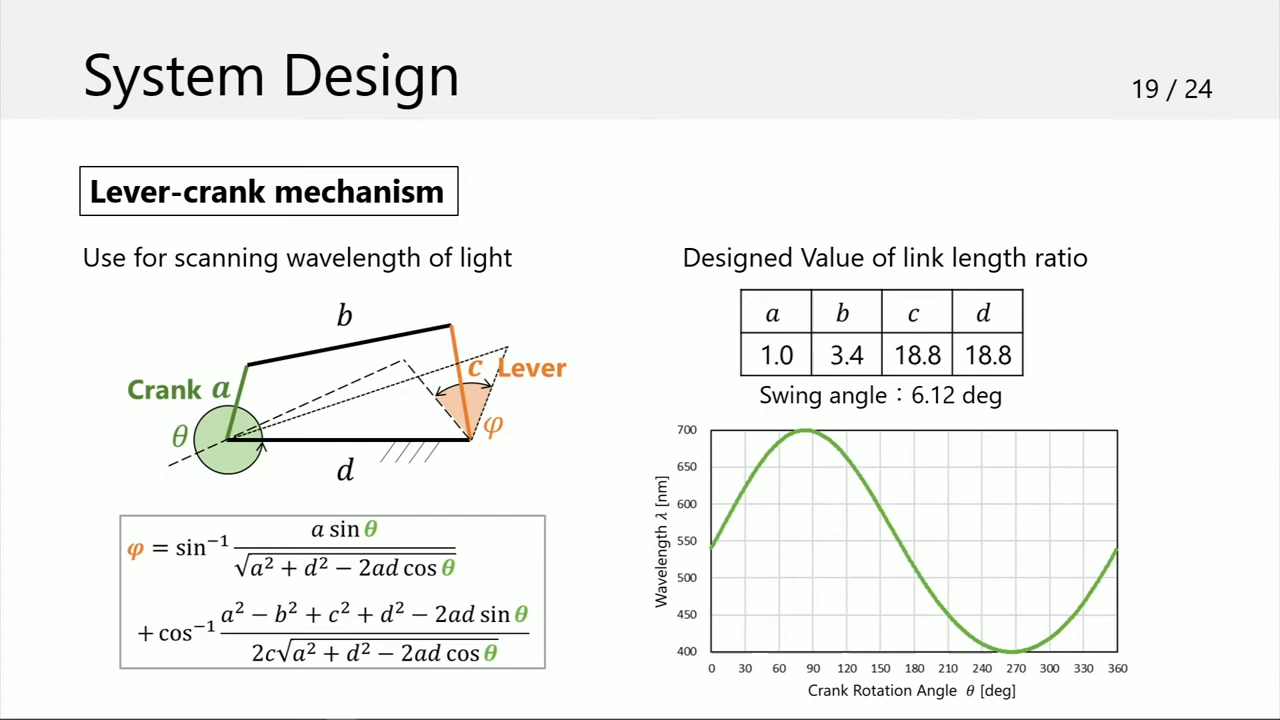 System Design
19 / 24
Lever-crank mechanism
Use for scanning wavelength of light
b
Crank a
c Lever
θ
φ
d
φ = sin⁻¹ a sin θ / √(a² + d² − 2ad cos θ)
+ cos⁻¹ a² − b² + c² + d² − 2ad sin θ / 2c√(a² + d² − 2ad cos θ)
Designed Value of link length ratio
a b c d
1.0 3.4 18.8 18.8
Swing angle：6.12 deg
Wavelength λ [nm]
700
650
600
550
500
450
400
0 30 60 90 120 150 180 210 240 270 300 330 360
Crank Rotation Angle θ [deg]